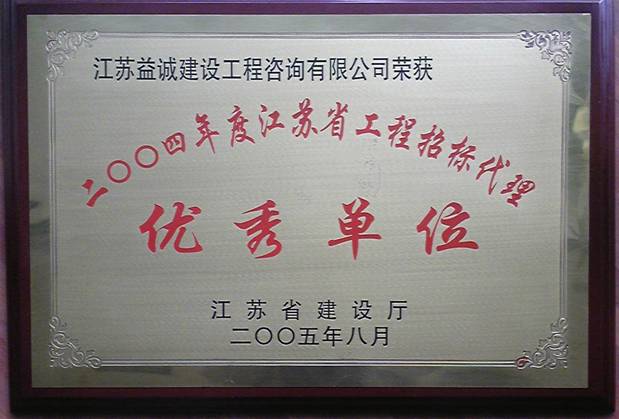 江苏益诚建设工程咨询有限公司荣获
二〇〇四年度江苏省工程招标代理
优秀单位
江苏省建设厅
二〇〇五年八月